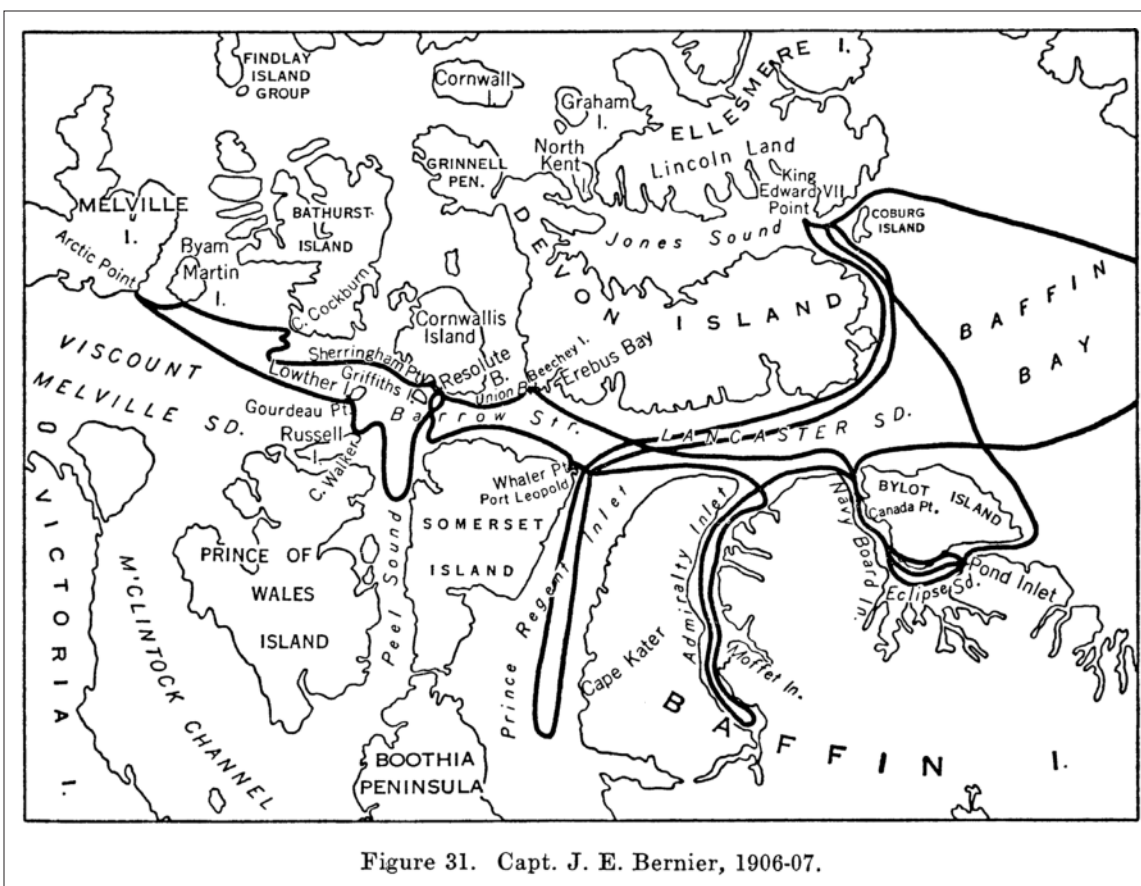 FINDLAY
ISLAND
GROUP
Cornwall
I.
Graham
I.
ELLESMERE I.
North
Kent
I.
Lincoln Land
GRINNELL
PEN.
King
Edward VII
Point
MELVILLE
I.
BATHURST
ISLAND
COBURG
ISLAND
Jones Sound
Arctic Point
Byam
Martin
I.
C. Cockburn
DEVON ISLAND
BAFFIN
BAY
Cornwallis
Island
Sherringham Pt.
Resolute
B.
Beechey I.
Union B.
Erebus Bay
VISCOUNT
MELVILLE SD.
Lowther I.
Griffiths I.
Gourdeau Pt.
Barrow Str.
LANCASTER SD.
Russell
I.
C. Walker
Whaler Pt.
Port Leopold
BYLOT
ISLAND
Canada Pt.
Navy Board In.
SOMERSET
ISLAND
Prince Regent Inlet
Admiralty Inlet
Pond Inlet
Eclipse Sd.
VICTORIA I.
M'CLINTOCK CHANNEL
PRINCE OF
WALES
ISLAND
Peel Sound
Cape Kater
Moffet In.
BAFFIN I.
BOOTHIA
PENINSULA
Figure 31. Capt. J. E. Bernier, 1906-07.